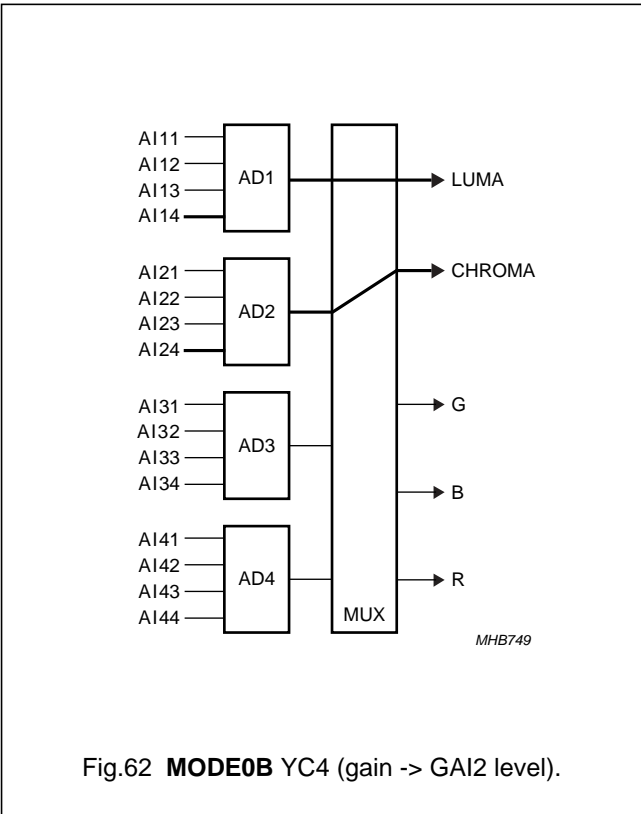 AI11
AI12
AI13
AI14
AD1
LUMA
AI21
AI22
AI23
AI24
AD2
CHROMA
AI31
AI32
AI33
AI34
AD3
G
B
AI41
AI42
AI43
AI44
AD4
R
MUX
MHB749
Fig.62 MODE0B YC4 (gain -> GAI2 level).